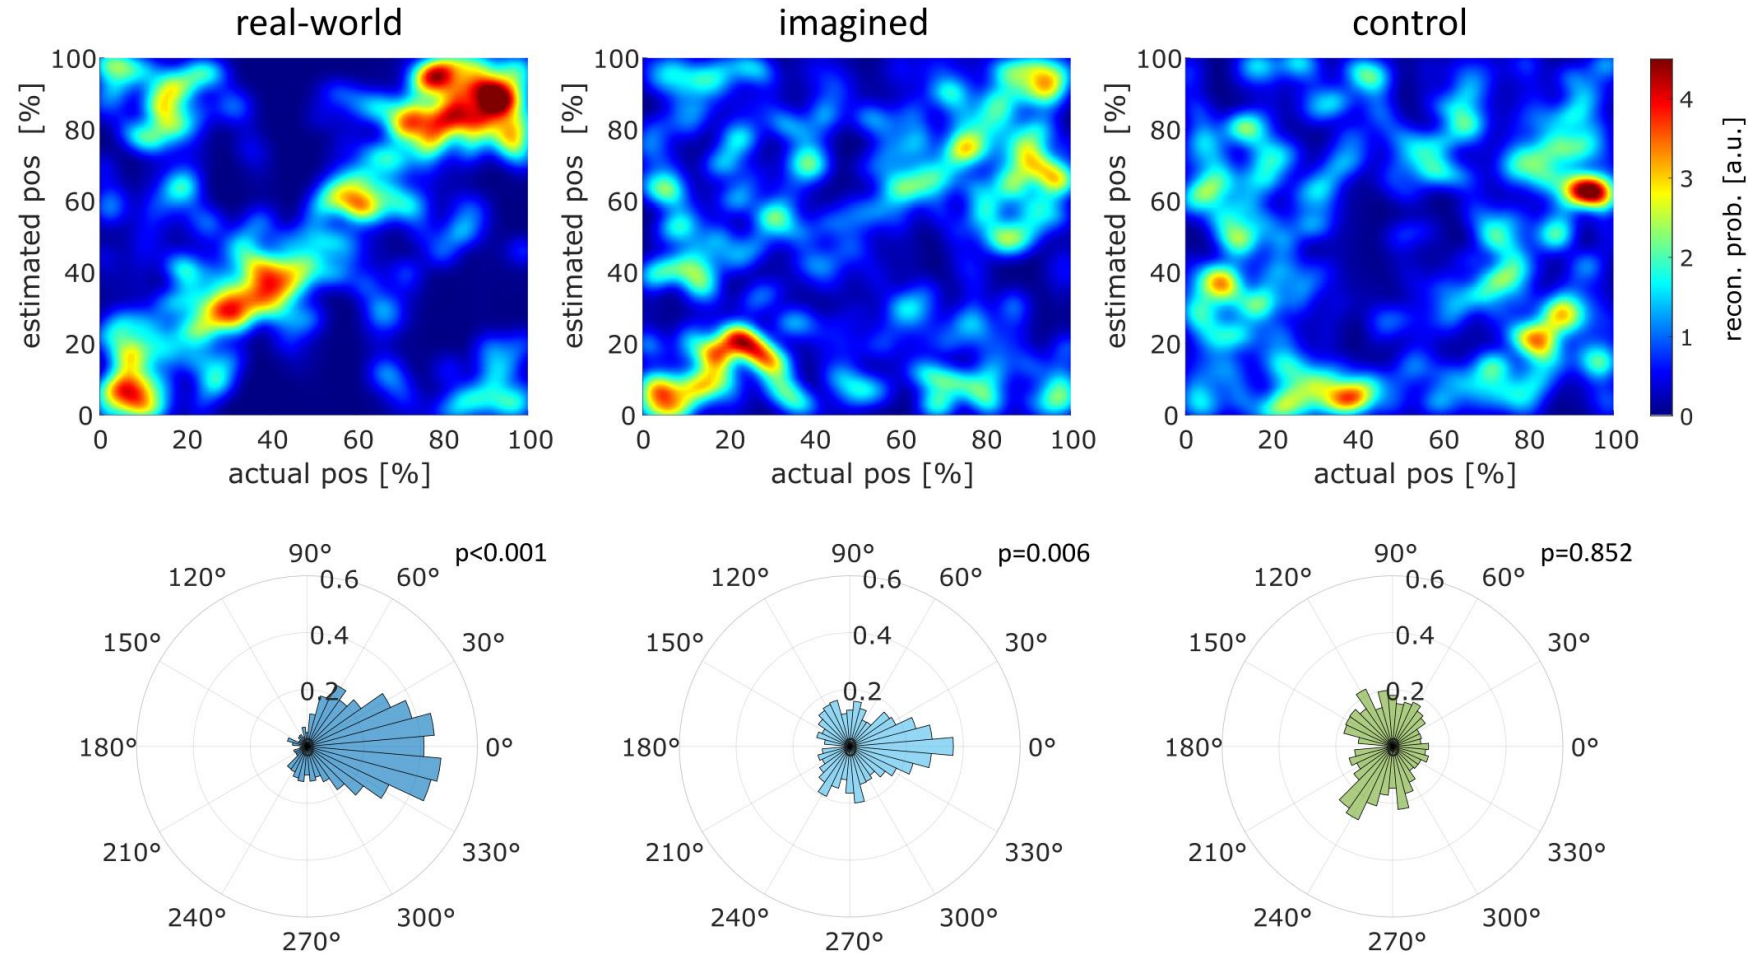 real-world
imagined
control
estimated pos [%]
100
80
60
40
20
0
0 20 40 60 80 100
actual pos [%]
estimated pos [%]
100
80
60
40
20
0
0 20 40 60 80 100
actual pos [%]
estimated pos [%]
100
80
60
40
20
0
0 20 40 60 80 100
actual pos [%]
4
3
2
1
0
recon. prob. [a.u.]
p<0.001
90°
120° 0.6 60°
150° 0.4 30°
0.2
180° 0°
210° 330°
240° 300°
270°
p=0.006
90°
120° 0.6 60°
150° 0.4 30°
0.2
180° 0°
210° 330°
240° 300°
270°
p=0.852
90°
120° 0.6 60°
150° 0.4 30°
0.2
180° 0°
210° 330°
240° 300°
270°